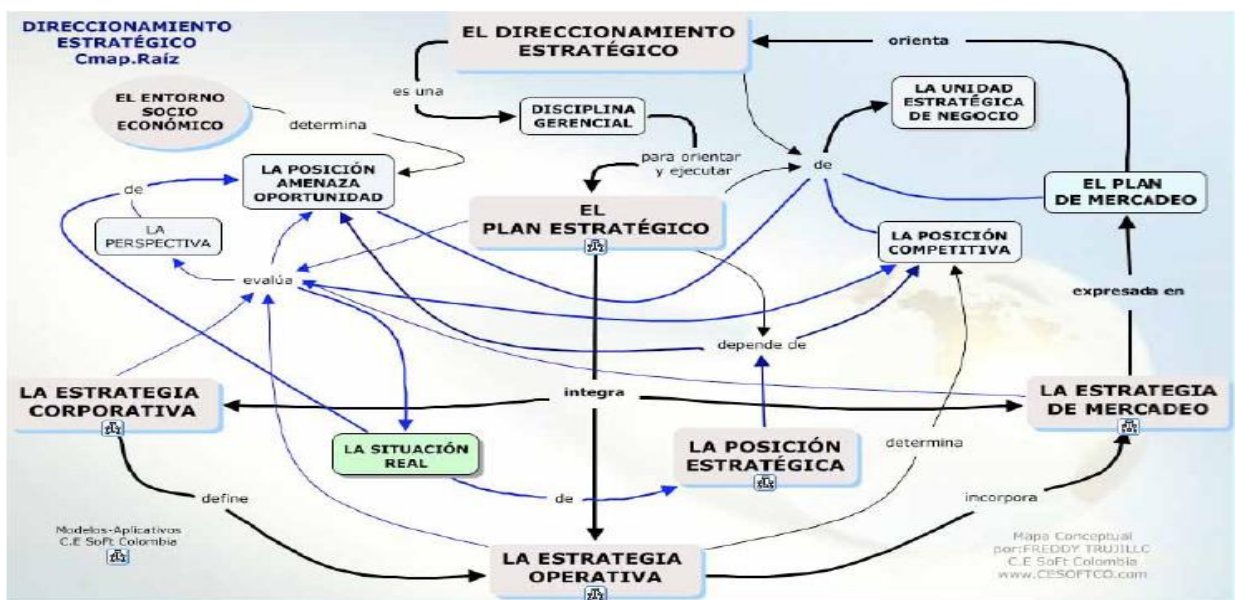 DIRECCIONAMIENTO
ESTRATÉGICO
Cmap.Raíz
EL DIRECCIONAMIENTO
ESTRATÉGICO
orienta
es una
EL ENTORNO
SOCIO
ECONÓMICO
determina
DISCIPLINA
GERENCIAL
LA UNIDAD
ESTRATÉGICA
DE NEGOCIO
para orientar
y ejecutar
de
de
LA POSICIÓN
AMENAZA
OPORTUNIDAD
EL PLAN
DE MERCADEO
LA
PERSPECTIVA
EL
PLAN ESTRATÉGICO
LA POSICIÓN
COMPETITIVA
evalúa
expresada en
depende de
LA ESTRATEGIA
CORPORATIVA
integra
LA ESTRATEGIA
DE MERCADEO
LA SITUACIÓN
REAL
LA POSICIÓN
ESTRATÉGICA
determina
define
de
incorpora
Modelos-Aplicativos
C.E SoFt Colombia
LA ESTRATEGIA
OPERATIVA
Mapa Conceptual
por:FREDDY TRUJILLO
C.E SoFt Colombia
www.CESOFTCO.com